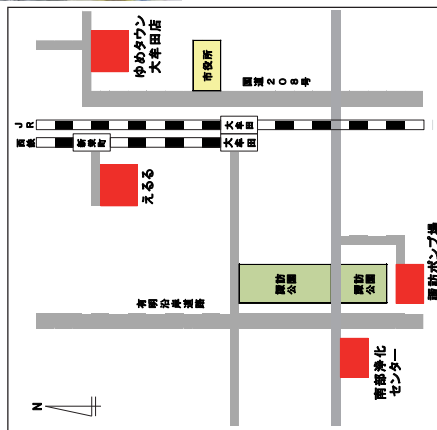 ゆめタウン
大牟田店
市役所
国道208号
JR
大牟田
西鉄
新栄町
大牟田
えるる
諏訪
公園
諏訪
公園
諏訪ポンプ場
有明沿岸道路
南部浄化
センター
N